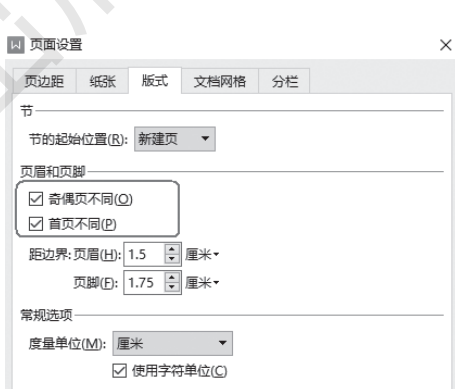 W 页面设置 ×
页边距 纸张 版式 文档网格 分栏
节
节的起始位置(R): 新建页
页眉和页脚
奇偶页不同(O)
首页不同(P)
距边界: 页眉(H): 1.5 厘米
页脚(F): 1.75 厘米
常规选项
度量单位(M): 厘米
使用字符单位(C)